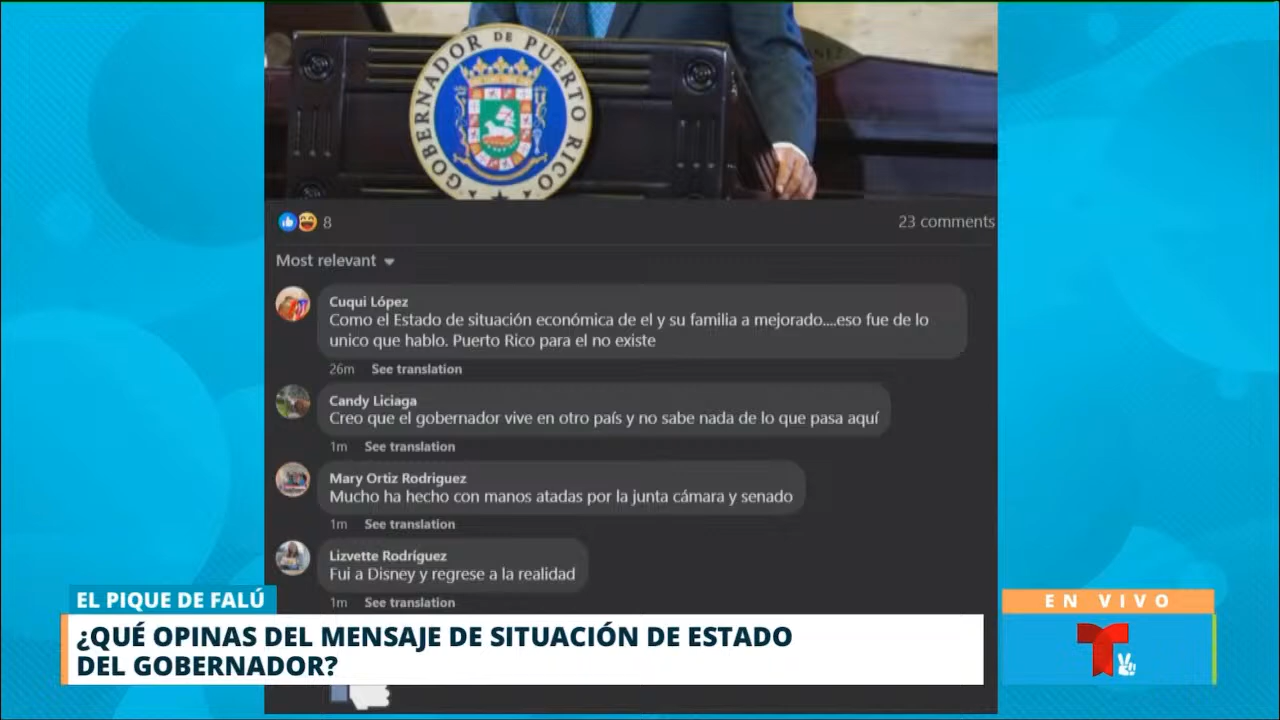 GOBERNADOR DE PUERTO RICO
8
23 comments
Most relevant
Cuqui López
Como el Estado de situación económica de el y su familia a mejorado....eso fue de lo
unico que hablo. Puerto Rico para el no existe
26m See translation
Candy Liciaga
Creo que el gobernador vive en otro país y no sabe nada de lo que pasa aquí
1m See translation
Mary Ortiz Rodriguez
Mucho ha hecho con manos atadas por la junta cámara y senado
1m See translation
Lizvette Rodríguez
Fui a Disney y regrese a la realidad
1m See translation
EL PIQUE DE FALÚ
¿QUÉ OPINAS DEL MENSAJE DE SITUACIÓN DE ESTADO
DEL GOBERNADOR?
EN VIVO